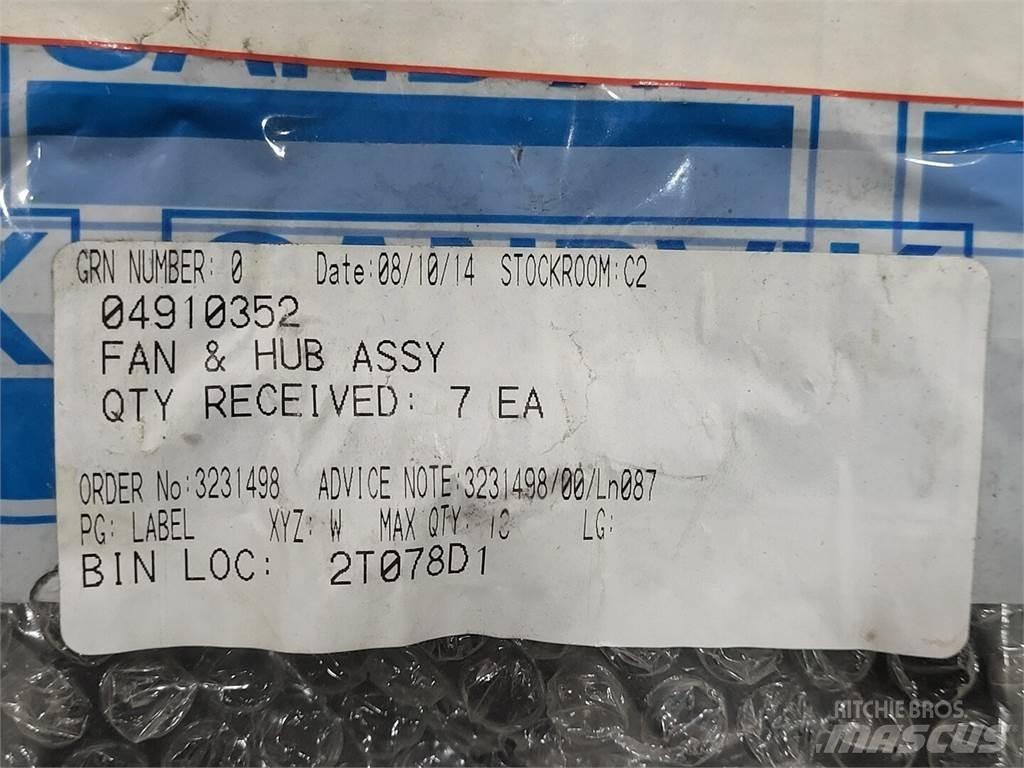 SANDVIK
GRN NUMBER: 0 Date:08/10/14 STOCKROOM:C2
04910352
FAN & HUB ASSY
QTY RECEIVED: 7 EA
ORDER No:3231498 ADVICE NOTE:3231498/00/Ln087
PG: LABEL XYZ: W MAX QTY: LG:
BIN LOC: 2T078D1
RITCHIE BROS.
MASCUS